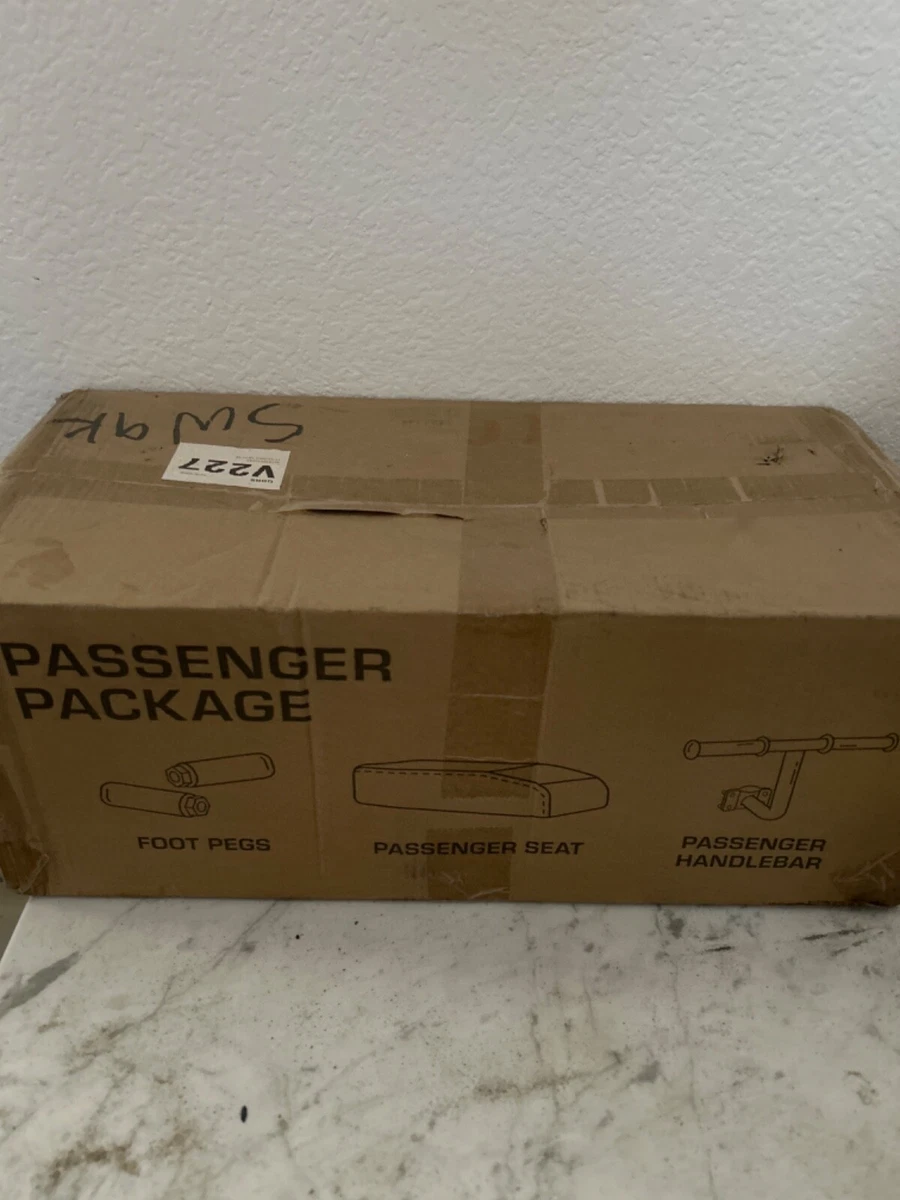 SW9K
V227
PASSENGER
PACKAGE
FOOT PEGS
PASSENGER SEAT
PASSENGER
HANDLEBAR